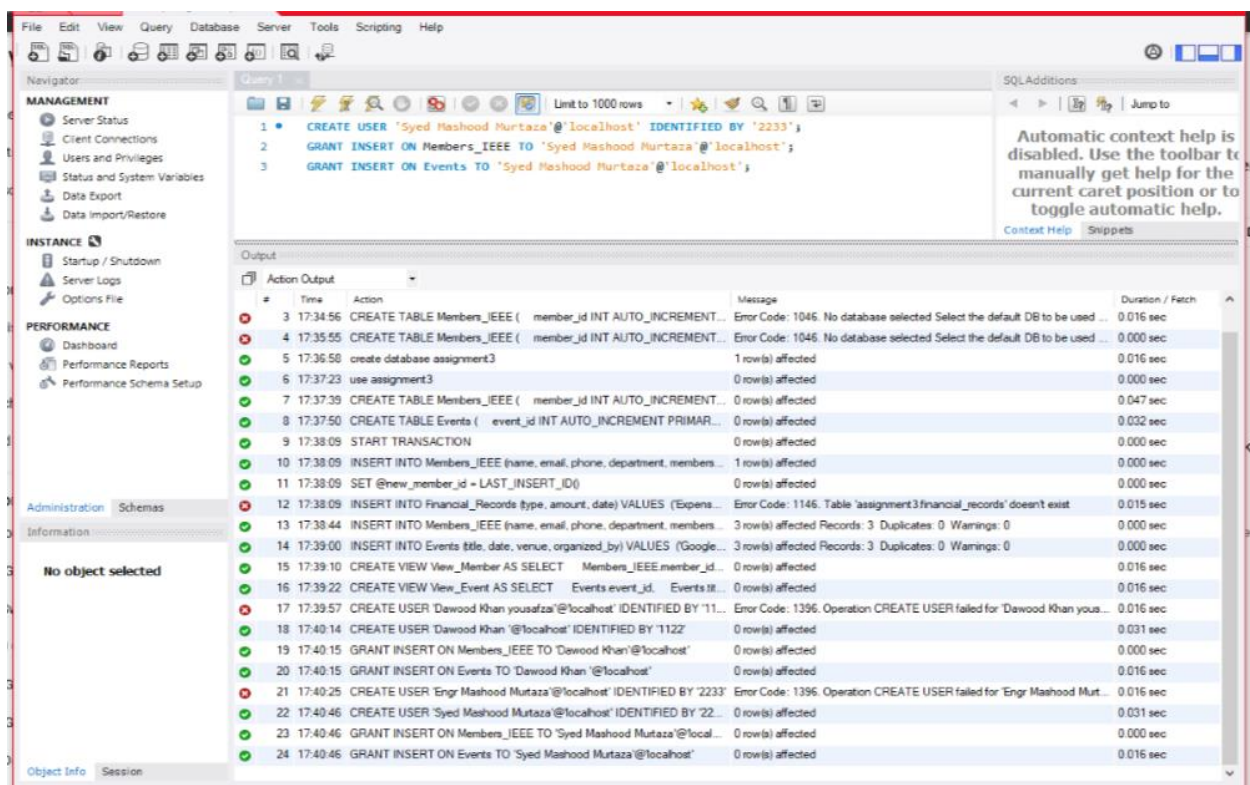 File Edit View Query Database Server Tools Scripting Help
Navigator
MANAGEMENT
Server Status
Client Connections
Users and Privileges
Status and System Variables
Data Export
Data Import/Restore
INSTANCE
Startup / Shutdown
Server Logs
Options File
PERFORMANCE
Dashboard
Performance Reports
Performance Schema Setup
Administration Schemas
Information
No object selected
Object Info Session
Query 1
Limit to 1000 rows
1 CREATE USER 'Syed Mashood Murtaza'@'localhost' IDENTIFIED BY '2233';
2 GRANT INSERT ON Members_IEEE TO 'Syed Mashood Murtaza'@'localhost';
3 GRANT INSERT ON Events TO 'Syed Mashood Murtaza'@'localhost';
SQLAdditions
Jump to
Automatic context help is
disabled. Use the toolbar to
manually get help for the
current caret position or to
toggle automatic help.
Context Help Snippets
Output
Action Output
# Time Action Message Duration / Fetch
3 17:34:56 CREATE TABLE Members_IEEE ( member_id INT AUTO_INCREMENT... Error Code: 1046. No database selected Select the default DB to be used ... 0.016 sec
4 17:35:55 CREATE TABLE Members_IEEE ( member_id INT AUTO_INCREMENT... Error Code: 1046. No database selected Select the default DB to be used ... 0.000 sec
5 17:36:58 create database assignment3 1 row(s) affected 0.016 sec
6 17:37:23 use assignment3 0 row(s) affected 0.000 sec
7 17:37:39 CREATE TABLE Members_IEEE ( member_id INT AUTO_INCREMENT... 0 row(s) affected 0.047 sec
8 17:37:50 CREATE TABLE Events ( event_id INT AUTO_INCREMENT PRIMAR... 0 row(s) affected 0.032 sec
9 17:38:09 START TRANSACTION 0 row(s) affected 0.000 sec
10 17:38:09 INSERT INTO Members_IEEE (name, email, phone, department, members... 1 row(s) affected 0.000 sec
11 17:38:09 SET @new_member_id = LAST_INSERT_ID() 0 row(s) affected 0.000 sec
12 17:38:09 INSERT INTO Financial_Records (type, amount, date) VALUES ('Expens... Error Code: 1146. Table 'assignment3.financial_records' doesn't exist 0.015 sec
13 17:38:44 INSERT INTO Members_IEEE (name, email, phone, department, members... 3 row(s) affected Records: 3 Duplicates: 0 Warnings: 0 0.000 sec
14 17:39:00 INSERT INTO Events (title, date, venue, organized_by) VALUES ('Google... 3 row(s) affected Records: 3 Duplicates: 0 Warnings: 0 0.000 sec
15 17:39:10 CREATE VIEW View_Member AS SELECT Members_IEEE.member_id... 0 row(s) affected 0.016 sec
16 17:39:22 CREATE VIEW View_Event AS SELECT Events.event_id, Events.tit... 0 row(s) affected 0.016 sec
17 17:39:57 CREATE USER 'Dawood Khan yousafzai'@'localhost' IDENTIFIED BY '11... Error Code: 1396. Operation CREATE USER failed for 'Dawood Khan yous... 0.016 sec
18 17:40:14 CREATE USER 'Dawood Khan '@'localhost' IDENTIFIED BY '1122' 0 row(s) affected 0.031 sec
19 17:40:15 GRANT INSERT ON Members_IEEE TO 'Dawood Khan'@'localhost' 0 row(s) affected 0.000 sec
20 17:40:15 GRANT INSERT ON Events TO 'Dawood Khan '@'localhost' 0 row(s) affected 0.016 sec
21 17:40:25 CREATE USER 'Engr Mashood Murtaza'@'localhost' IDENTIFIED BY '2233' Error Code: 1396. Operation CREATE USER failed for 'Engr Mashood Murt... 0.016 sec
22 17:40:46 CREATE USER 'Syed Mashood Murtaza'@'localhost' IDENTIFIED BY '22... 0 row(s) affected 0.031 sec
23 17:40:46 GRANT INSERT ON Members_IEEE TO 'Syed Mashood Murtaza'@'local... 0 row(s) affected 0.000 sec
24 17:40:46 GRANT INSERT ON Events TO 'Syed Mashood Murtaza'@'localhost' 0 row(s) affected 0.016 sec